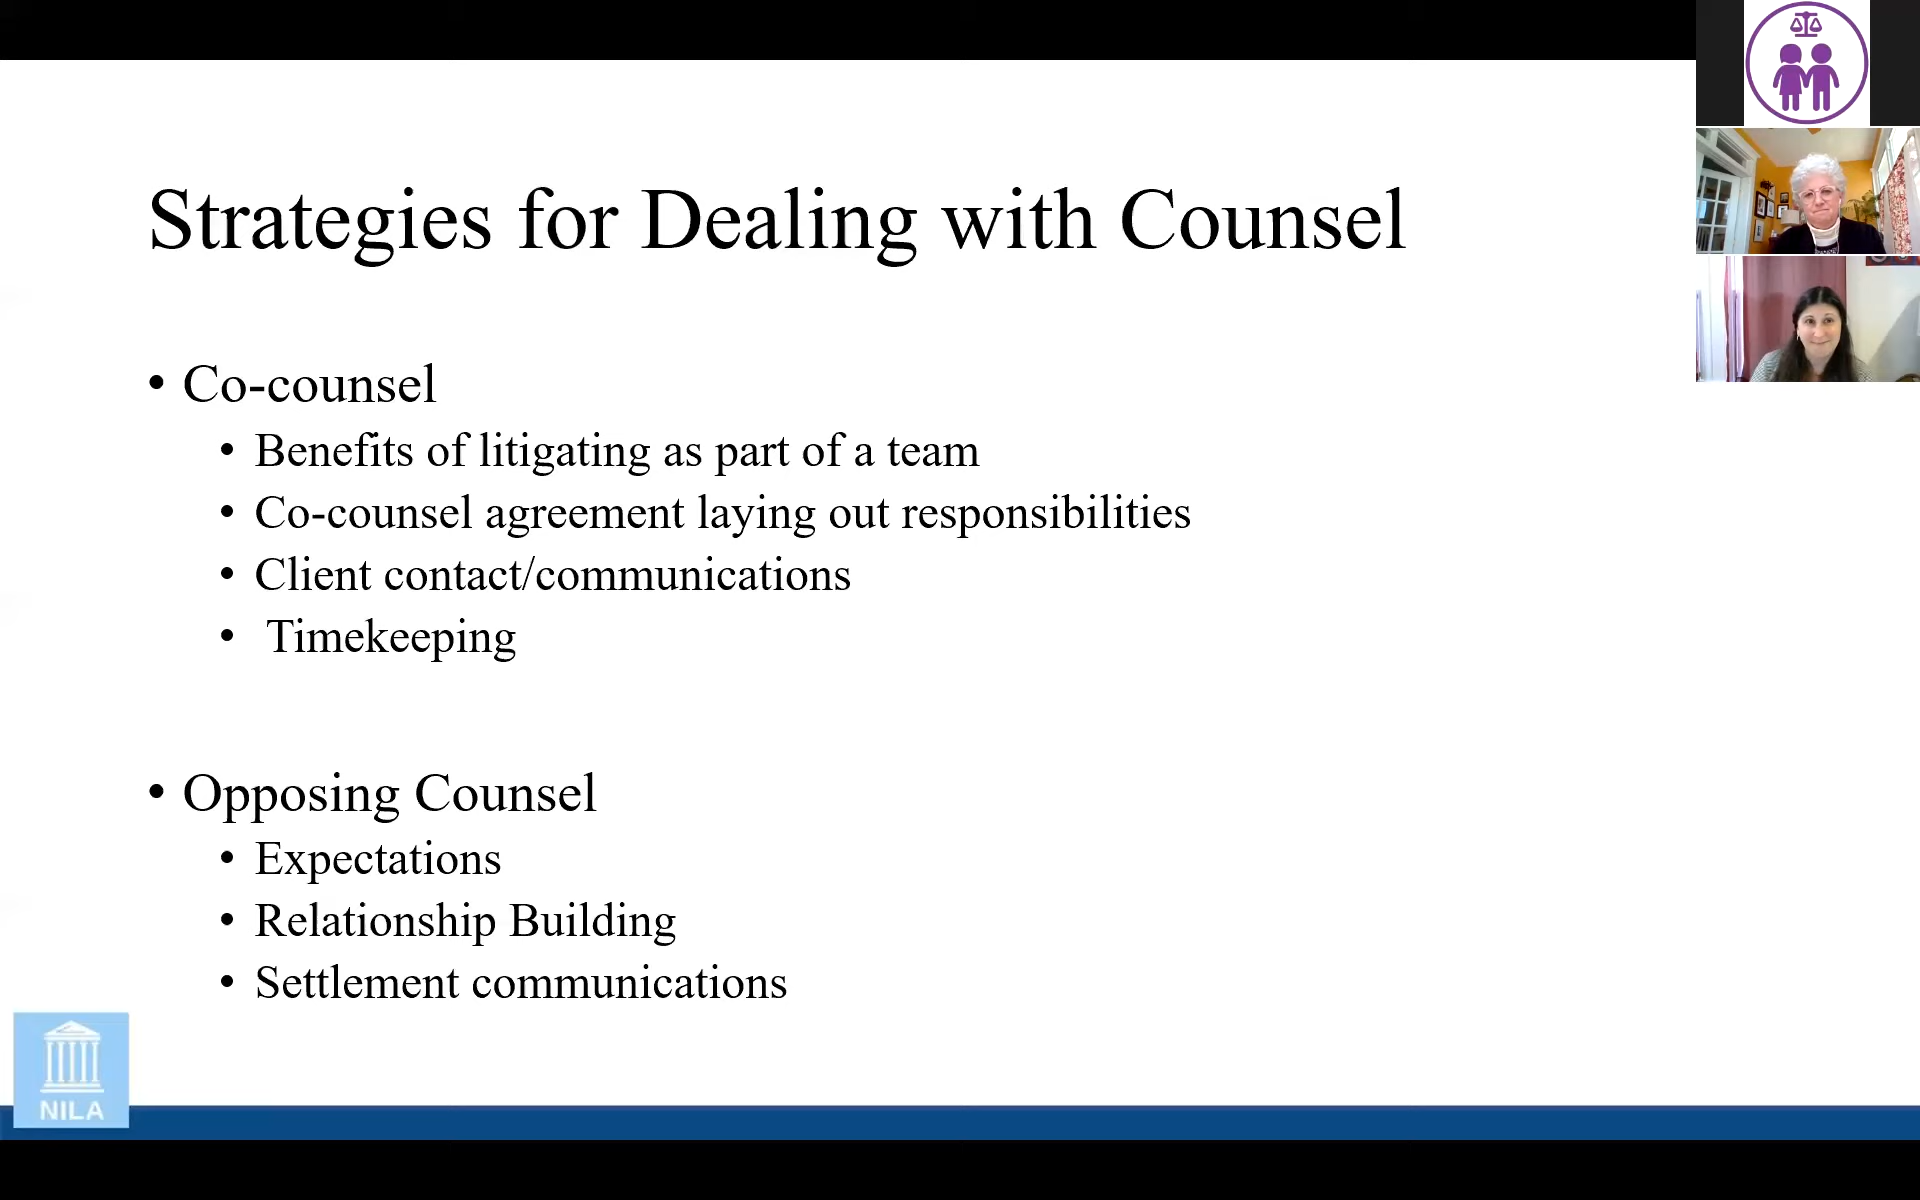 Strategies for Dealing with Counsel
• Co-counsel
• Benefits of litigating as part of a team
• Co-counsel agreement laying out responsibilities
• Client contact/communications
• Timekeeping
• Opposing Counsel
• Expectations
• Relationship Building
• Settlement communications
NILA